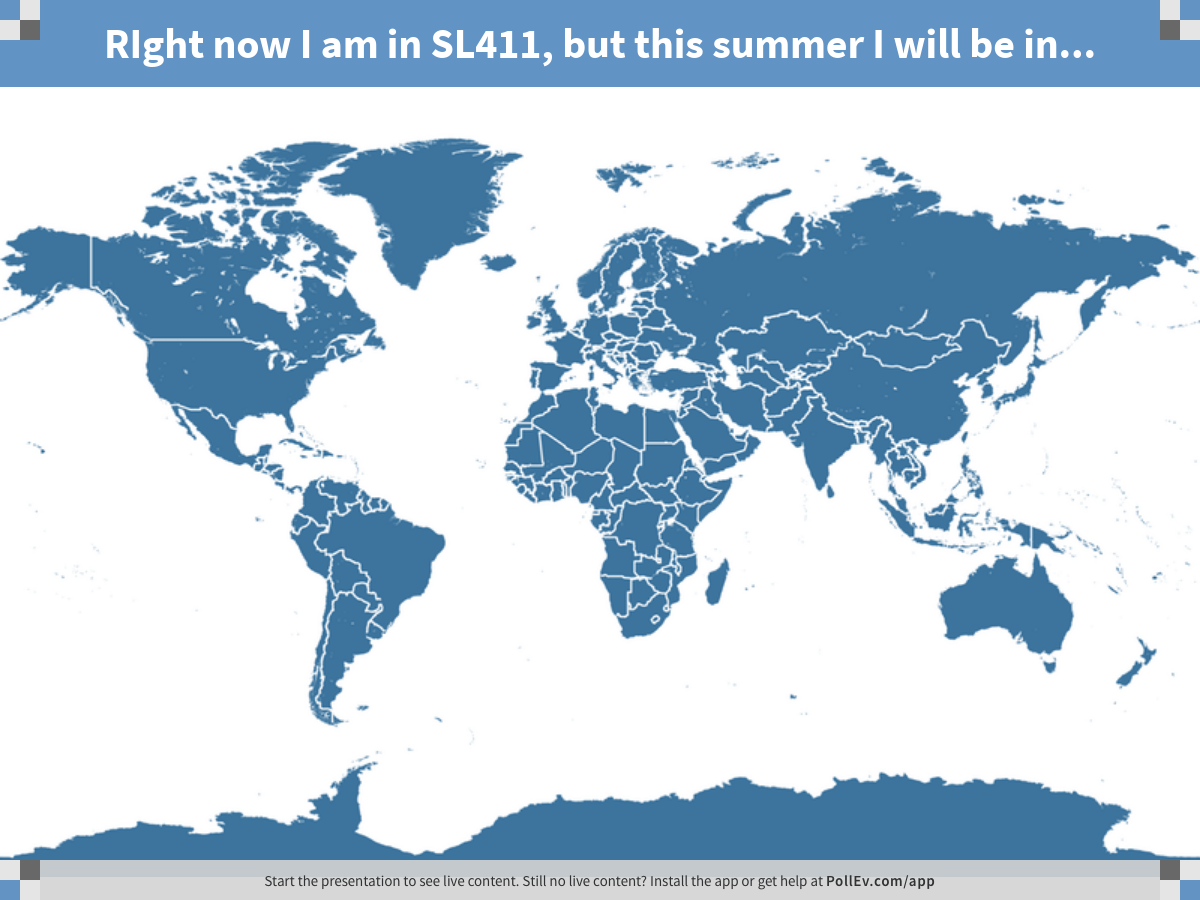 RIght now I am in SL411, but this summer I will be in...
Start the presentation to see live content. Still no live content? Install the app or get help at PollEv.com/app